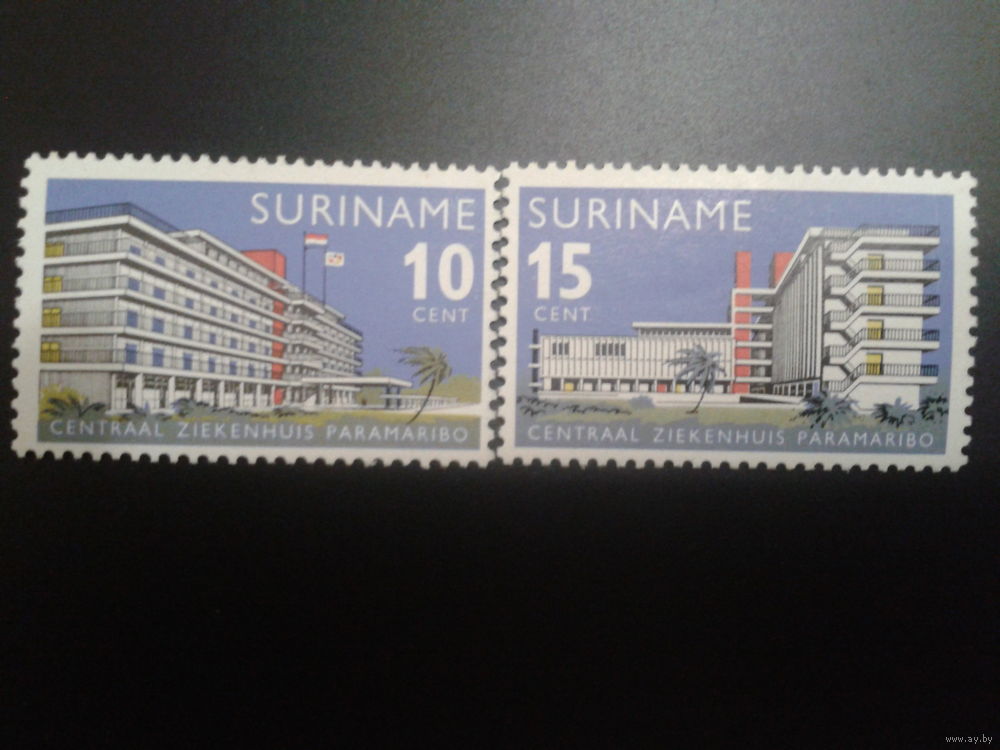 SURINAME
10
CENT
CENTRAAL ZIEKENHUIS PARAMARIBO
SURINAME
15
CENT
CENTRAAL ZIEKENHUIS PARAMARIBO
www.ay.by